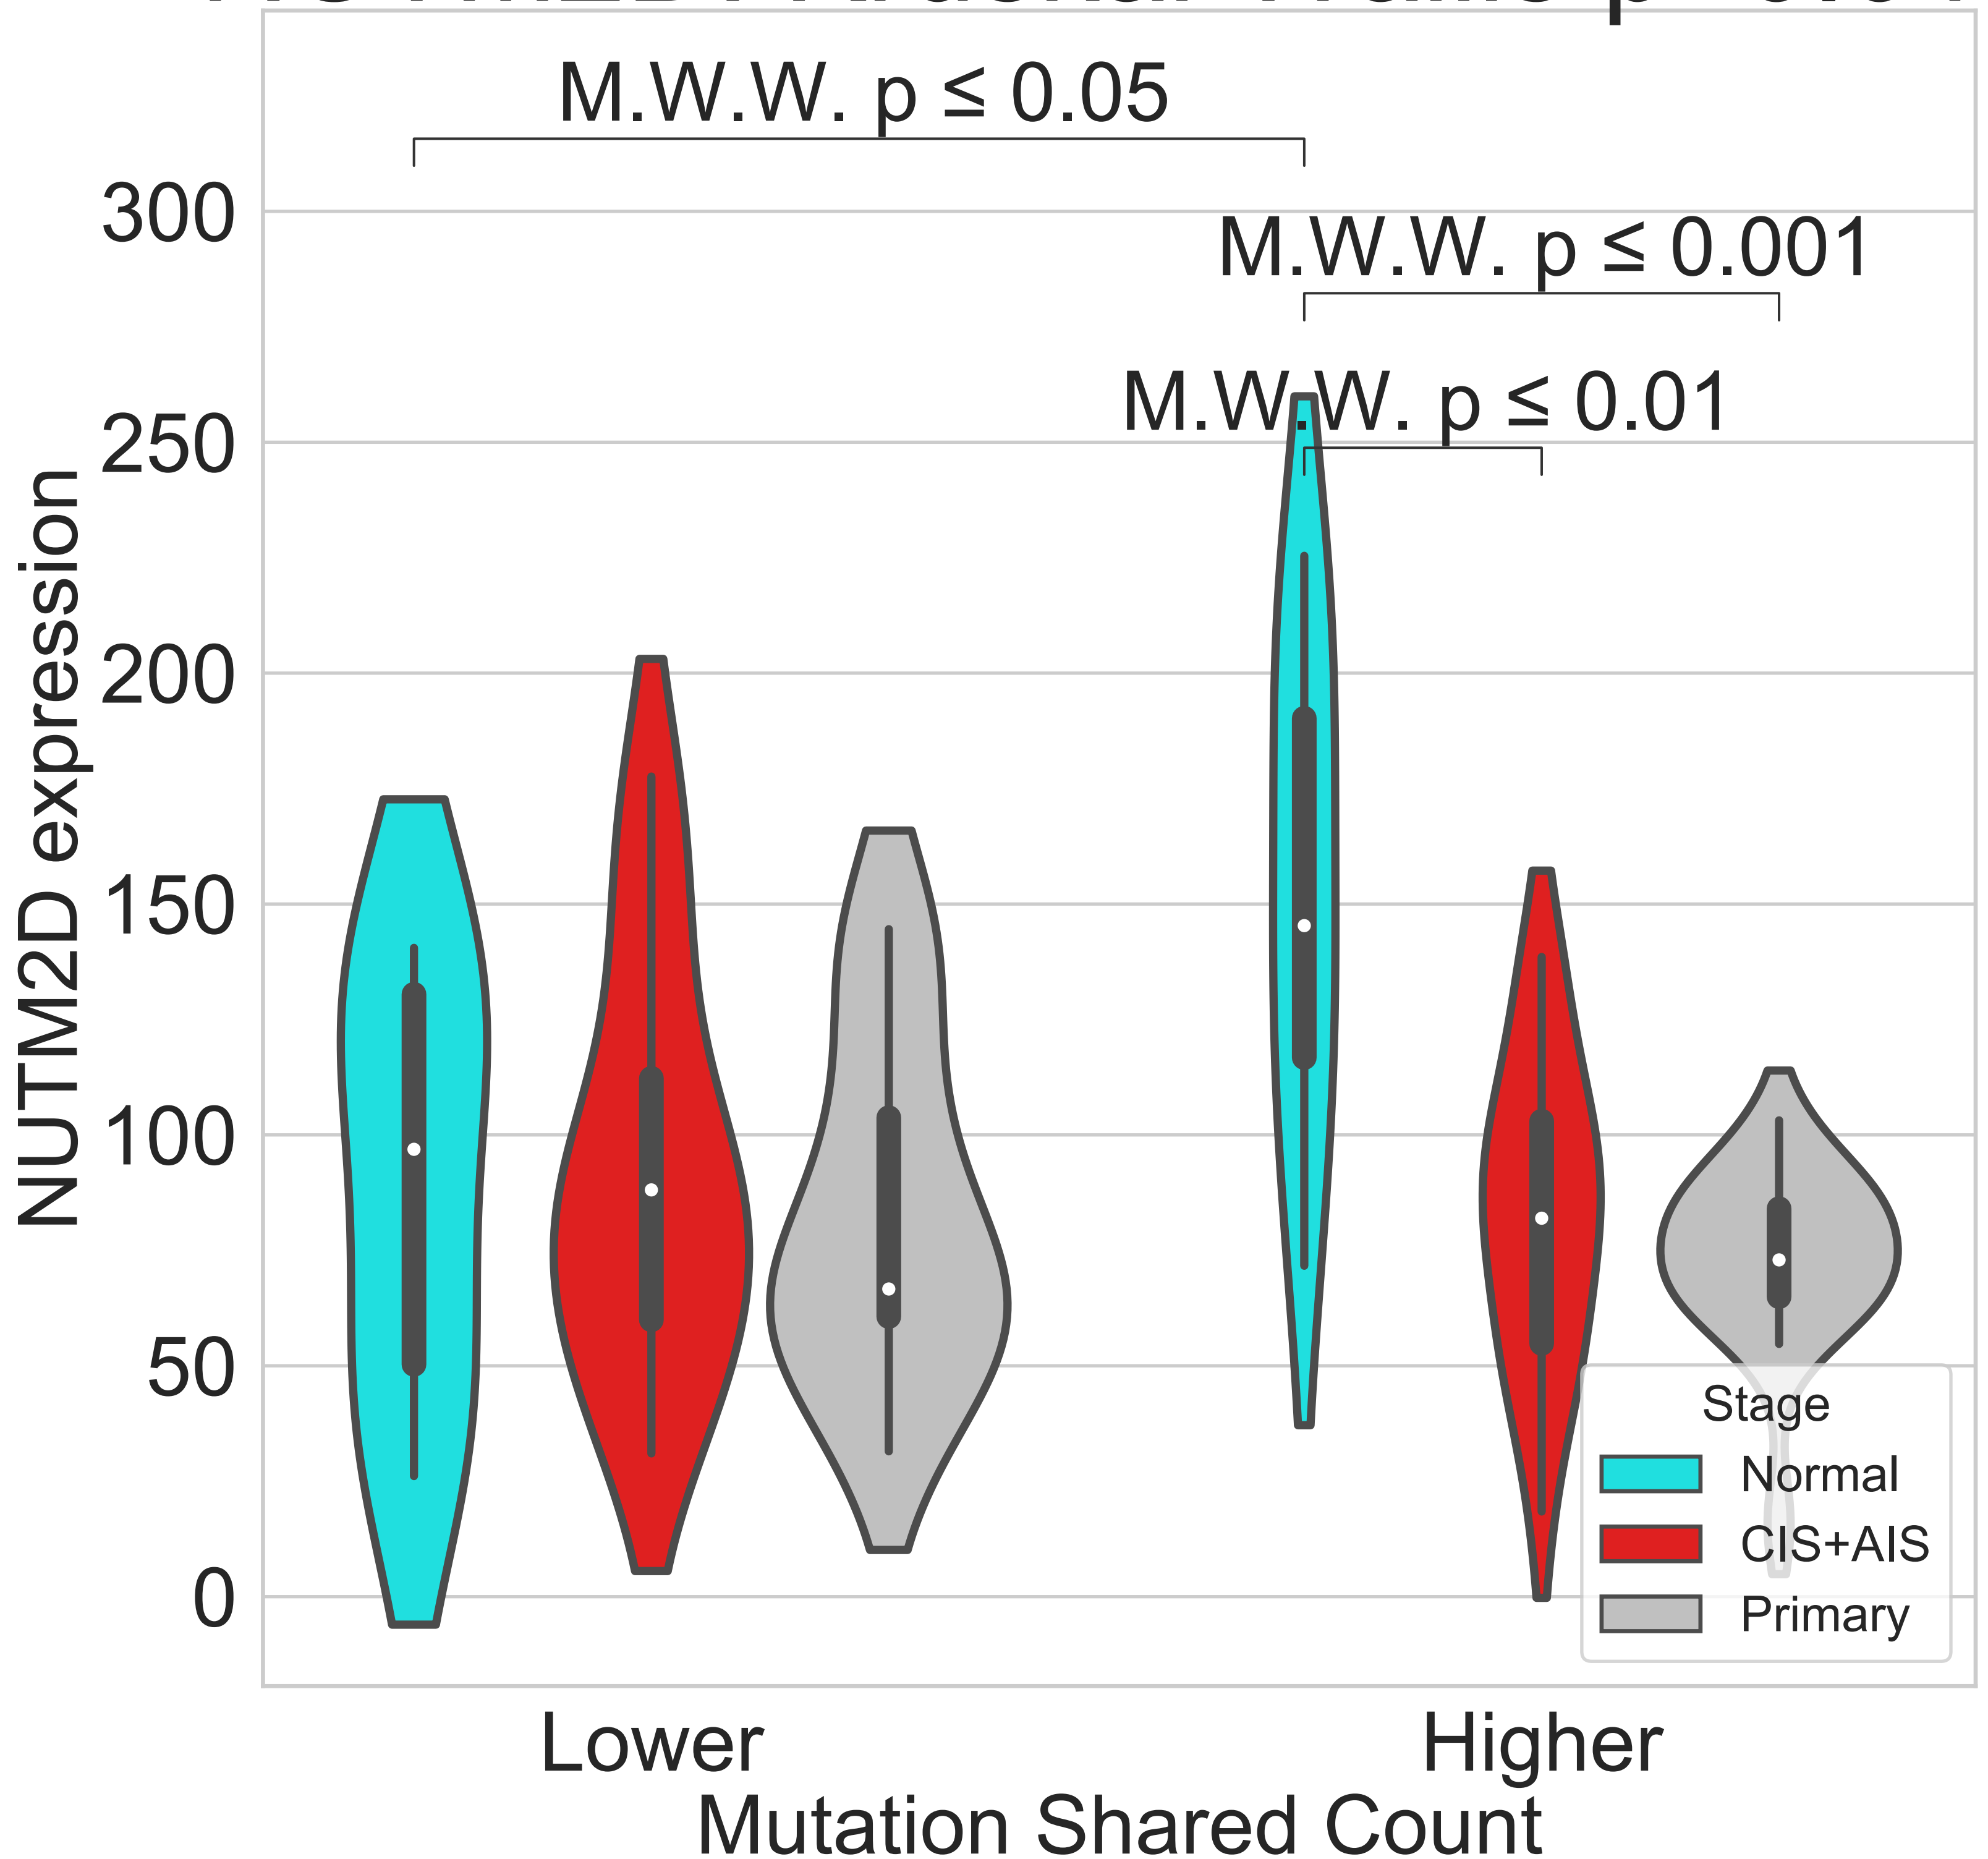 M.W.W. p ≤ 0.05
300
M.W.W. p ≤ 0.001
M.W.W. p ≤ 0.01
250
200
150
100
50
0
NUTM2D expression
Stage
Normal
CIS+AIS
Primary
Lower
Higher
Mutation Shared Count